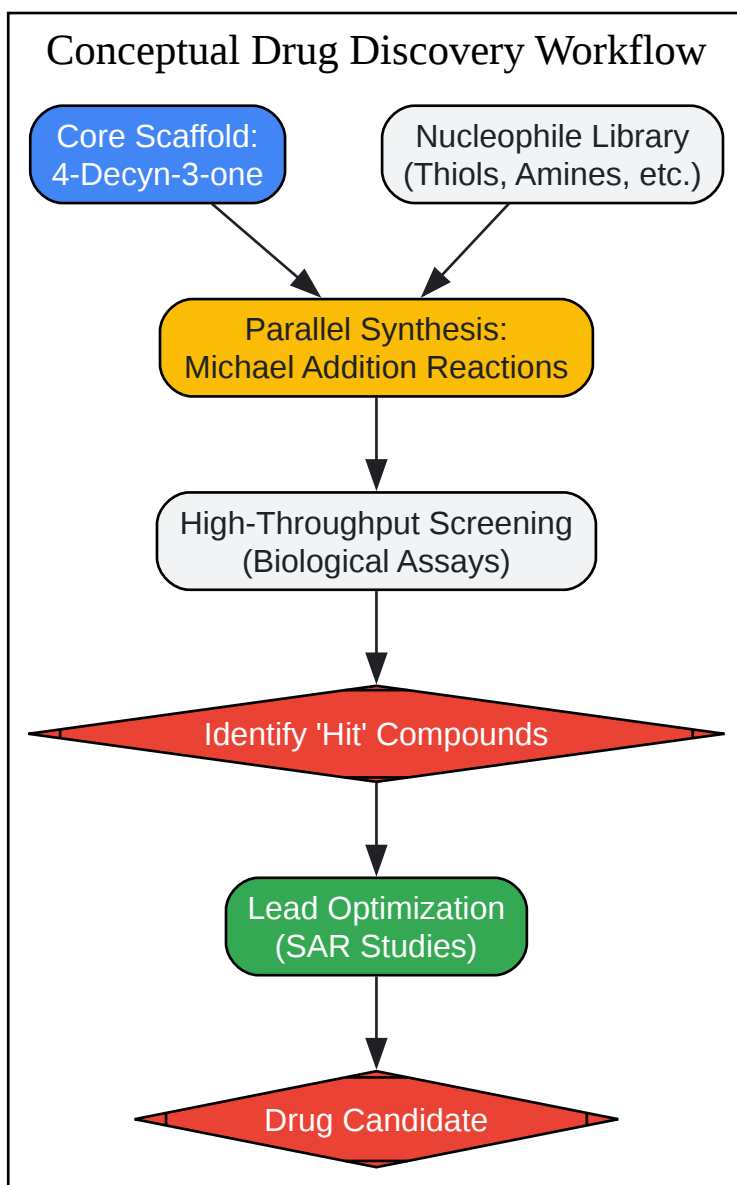 Conceptual Drug Discovery Workflow
Core Scaffold:
4-Decyn-3-one
Nucleophile Library
(Thiols, Amines, etc.)
Parallel Synthesis:
Michael Addition Reactions
High-Throughput Screening
(Biological Assays)
Identify 'Hit' Compounds
Lead Optimization
(SAR Studies)
Drug Candidate